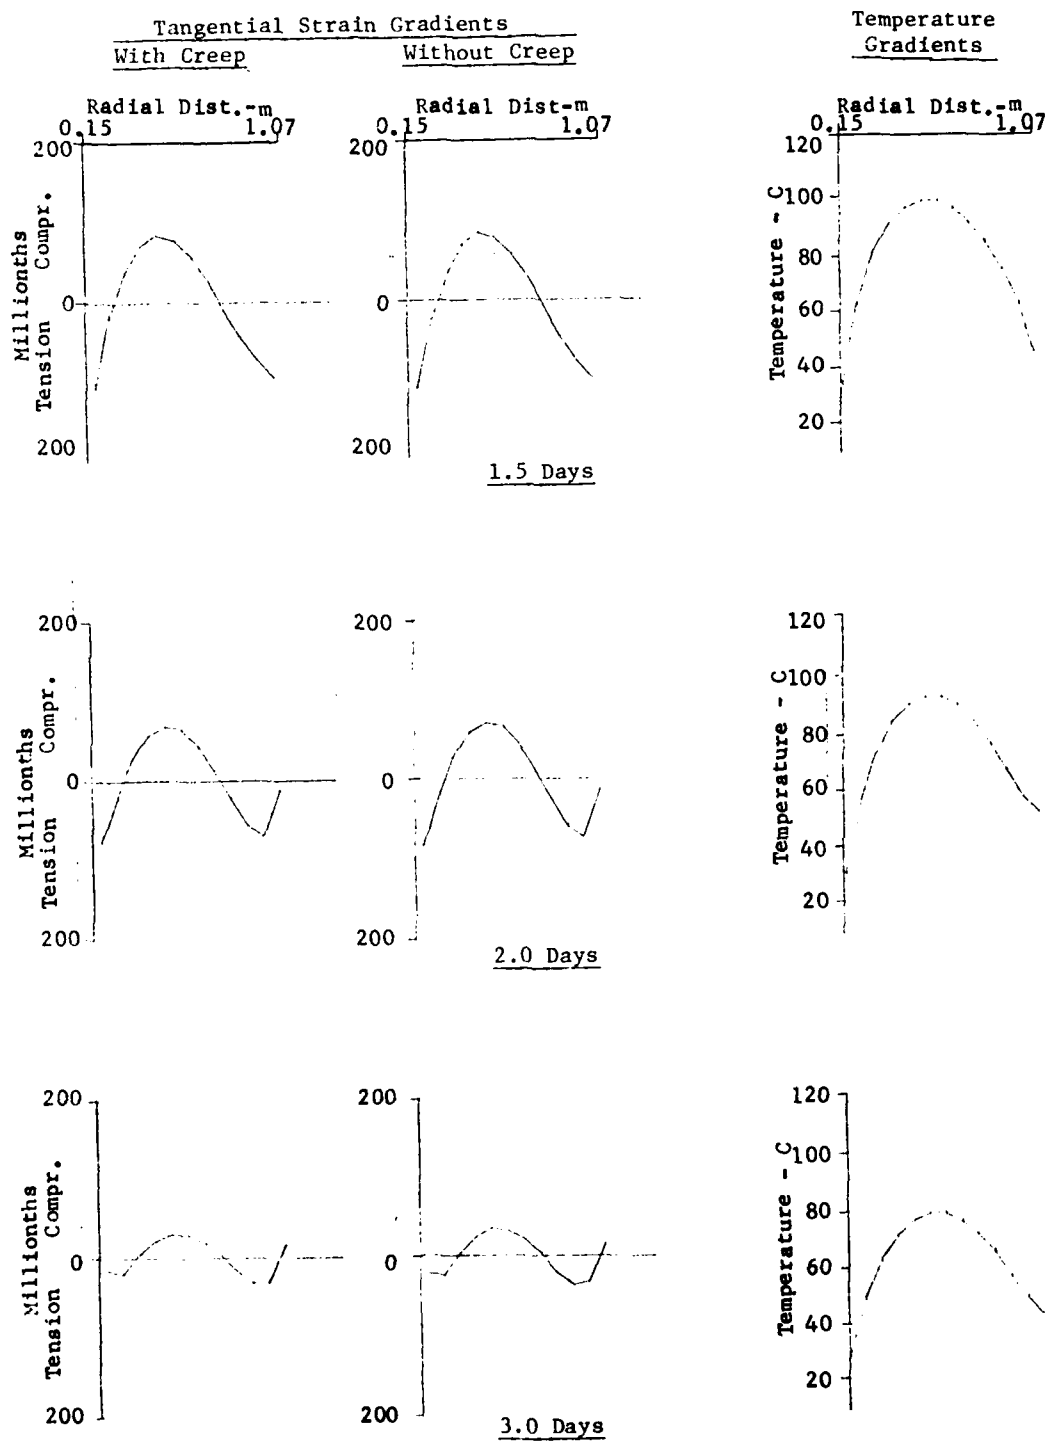 Tangential Strain Gradients
With Creep
Without Creep
Temperature
Gradients
Radial Dist.-m
0.15 1.07
200
0
200
Millionths
Tension Compr.
Radial Dist-m
0.15 1.07
200
0
200
Radial Dist.-m
0.15 1.07
120
100
80
60
40
20
Temperature - C
1.5 Days
200
0
200
Millionths
Tension Compr.
200
0
200
120
100
80
60
40
20
Temperature - C
2.0 Days
200
0
200
Millionths
Tension Compr.
200
0
200
120
100
80
60
40
20
Temperature - C
3.0 Days